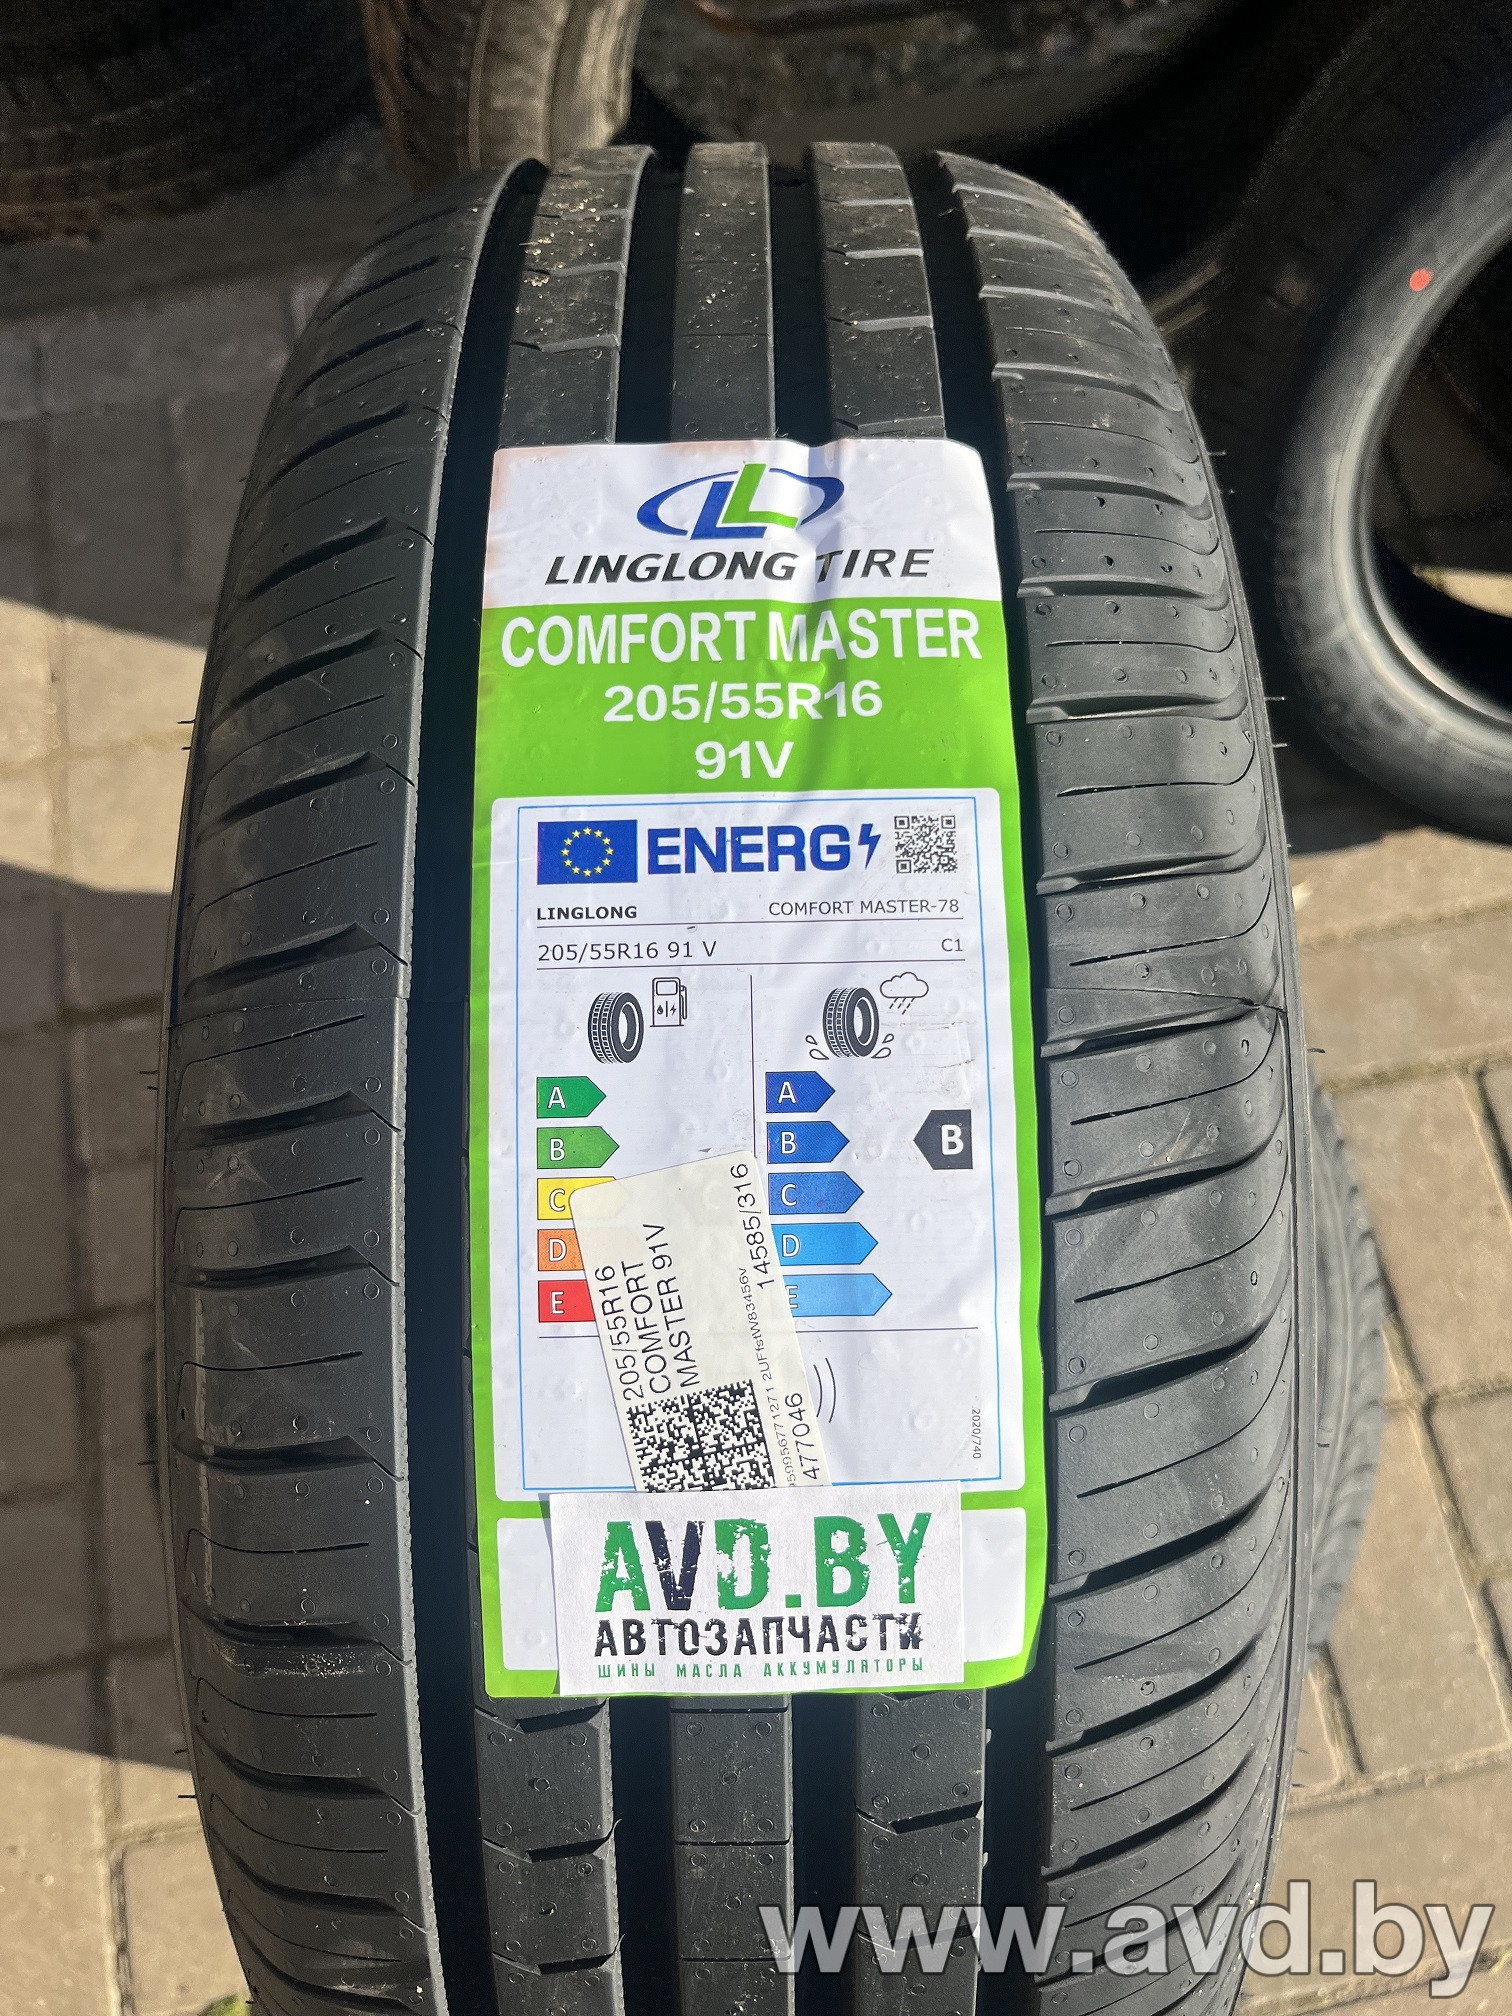 LINGLONG TIRE
COMFORT MASTER
205/55R16
91V
ENERG
LINGLONG COMFORT MASTER-78
205/55R16 91 V C1
A
B
C
D
E
A
B
C
D
E
B
205/55R16
COMFORT
MASTER 91V
14585/316
477046
2020/740
AVD.BY
АВТОЗАПЧАСТИ
ШИНЫ МАСЛА АККУМУЛЯТОРЫ
www.avd.by